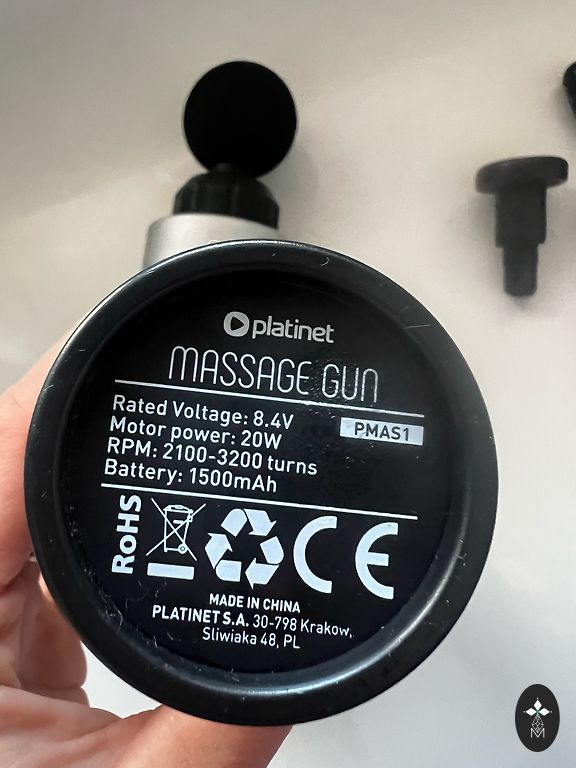 platinet
MASSAGE GUN
Rated Voltage: 8.4V
Motor power: 20W
PMAS1
RPM: 2100-3200 turns
Battery: 1500mAh
RoHS
CE
MADE IN CHINA
PLATINET S.A. 30-798 Krakow,
Sliwiaka 48, PL
M